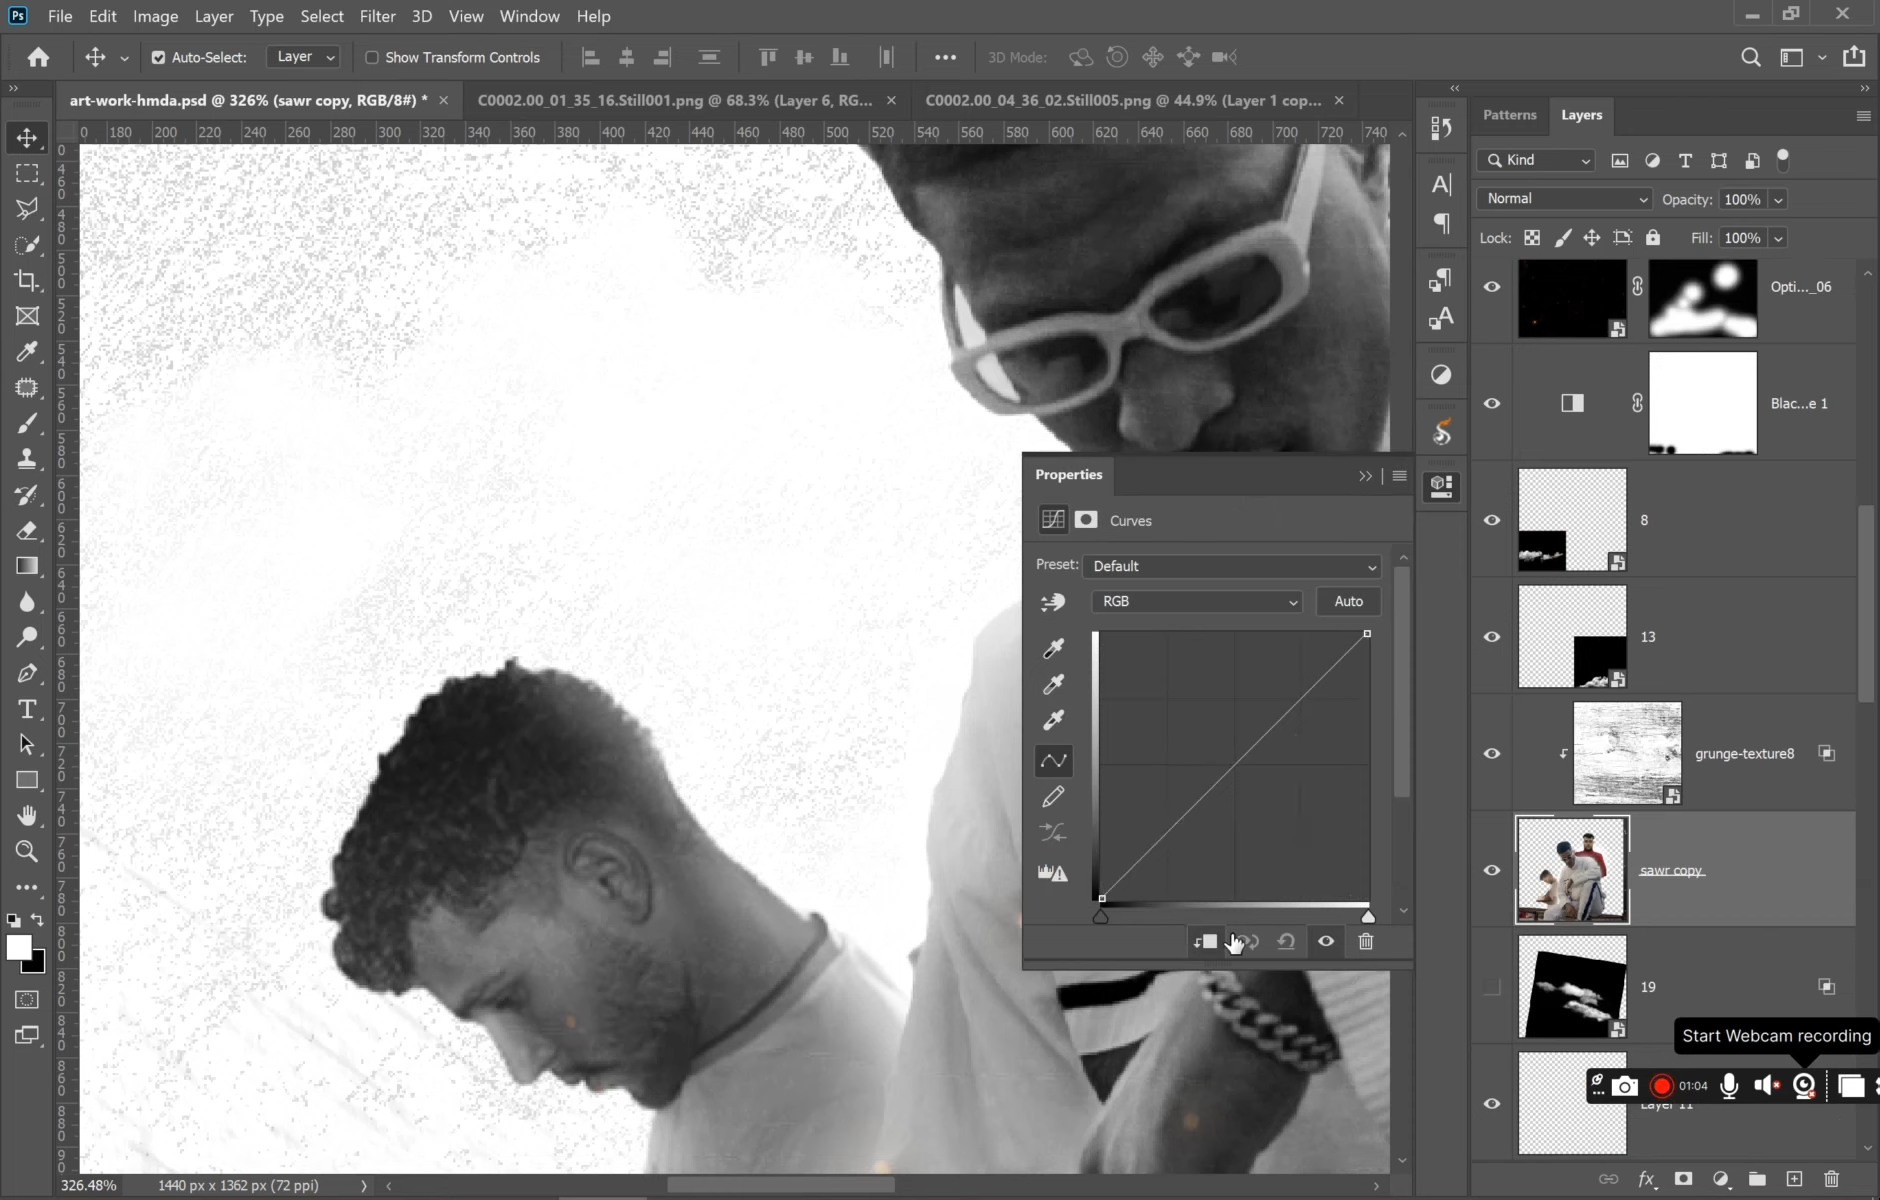 Ps File Edit Image Layer Type Select Filter 3D View Window Help
Auto-Select: Layer Show Transform Controls 3D Mode:
art-work-hmda.psd @ 326% (sawr copy, RGB/8#) * × C0002.00_01_35_16.Still001.png @ 68.3% (Layer 6, RG... × C0002.00_04_36_02.Still005.png @ 44.9% (Layer 1 cop... ×
Patterns Layers
0 180 200 220 240 260 280 300 320 340 360 380 400 420 440 460 480 500 520 540 560 580 600 620 640 660 680 700 720 740
Kind
Normal Opacity: 100%
Lock: Fill: 100%
Opti..._06
Blac...e 1
8
13
grunge-texture8
sawr copy
19
Start Webcam recording
01:04
Layer 11
Properties
Curves
Preset: Default
RGB Auto
326.48% 1440 px x 1362 px (72 ppi)